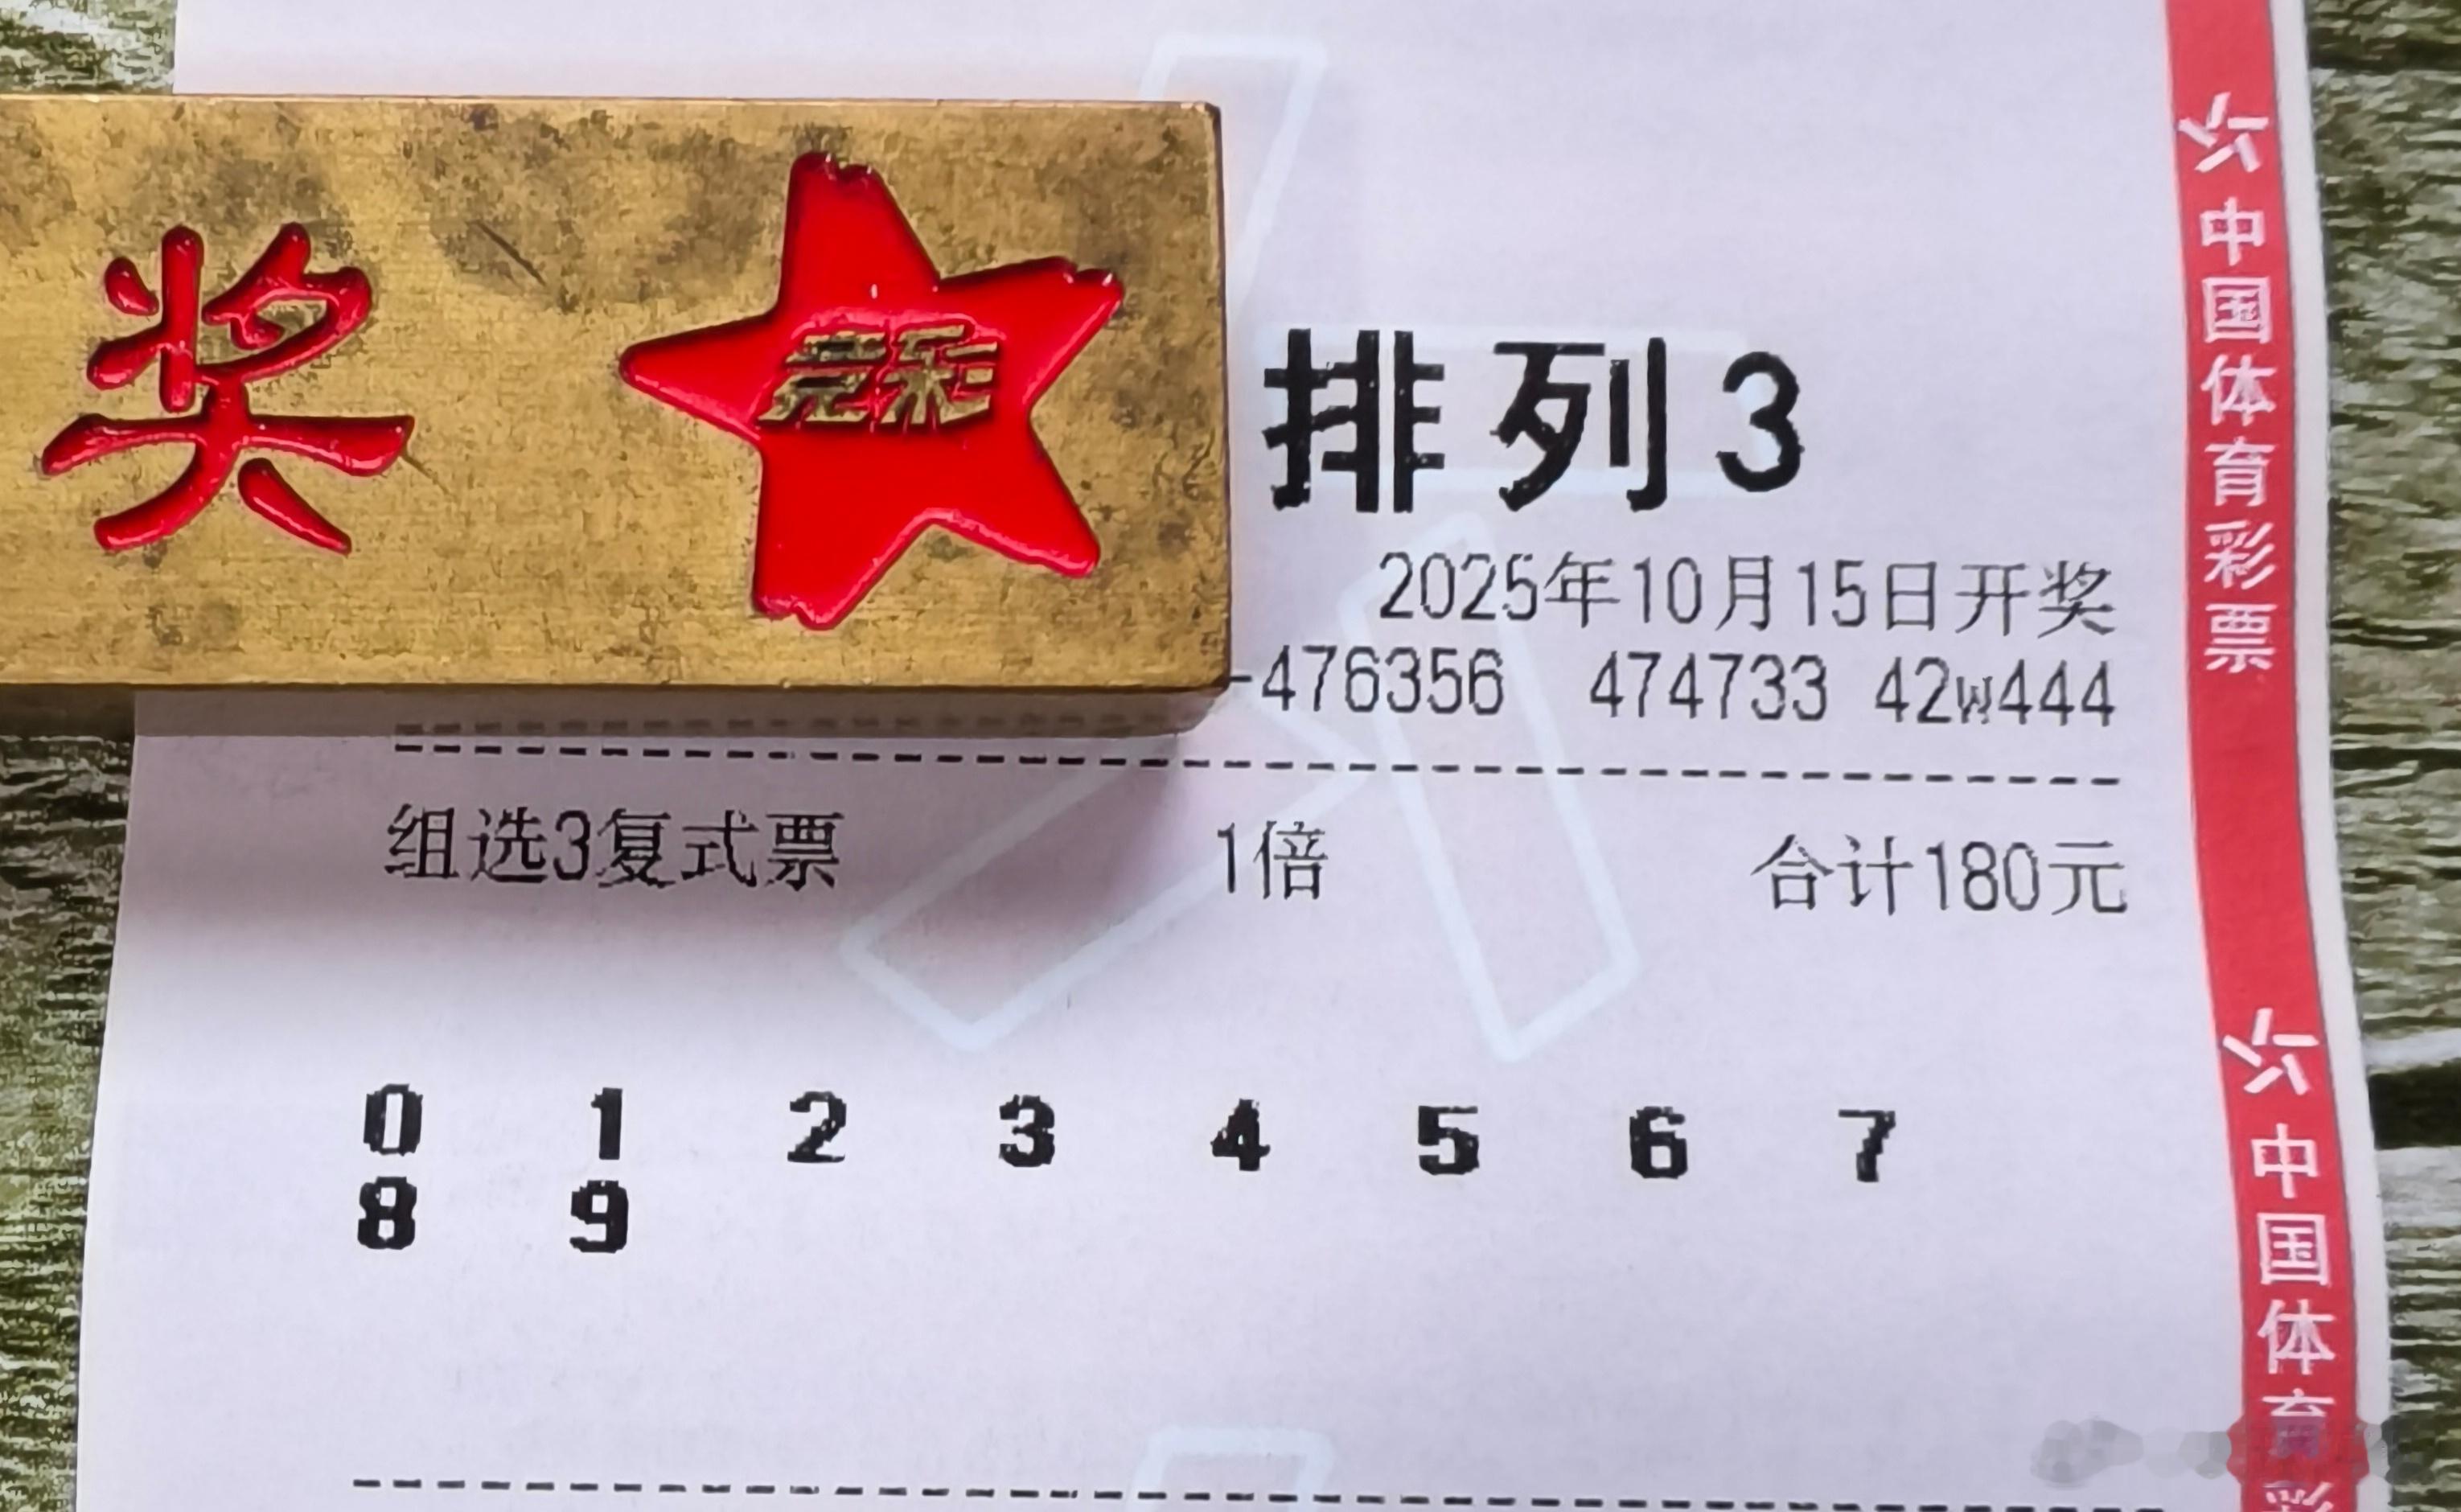 奖
竞彩
排列3
2025年10月15日开奖
-476356 474733 42w444
组选3复式票 1倍 合计180元
0 1 2 3 4 5 6 7
8 9
中国体育彩票
中国体育彩